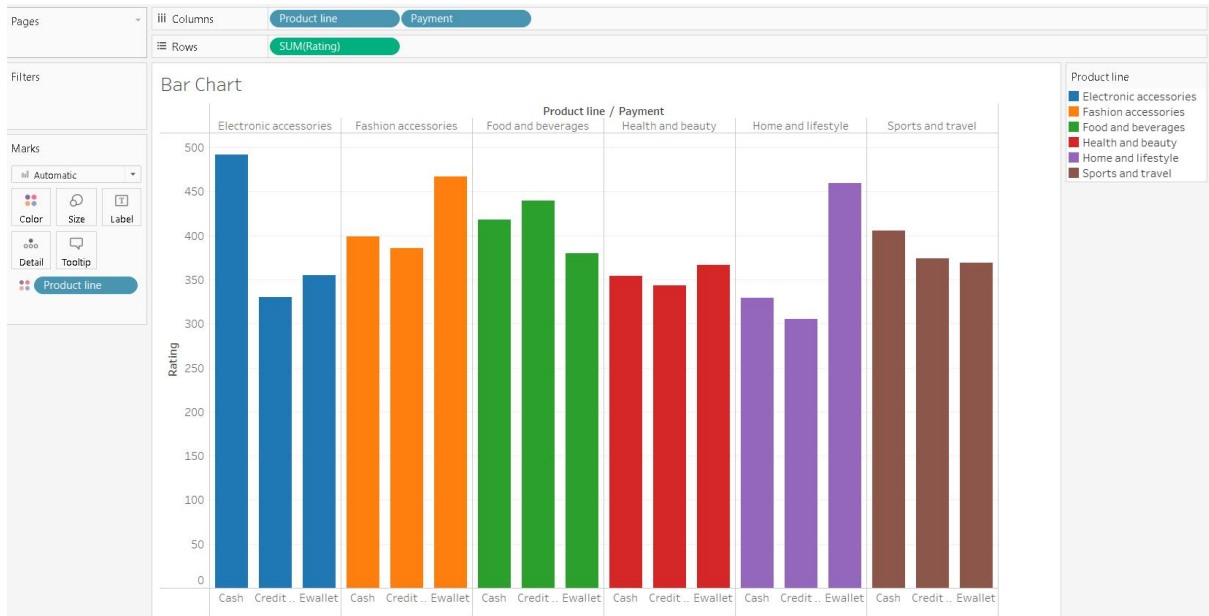 Pages
iii Columns
Product line
Payment
Rows
SUM(Rating)
Filters
Marks
Automatic
Color
Size
Label
Detail
Tooltip
Product line
Bar Chart
Product line / Payment
Electronic accessories
Fashion accessories
Food and beverages
Health and beauty
Home and lifestyle
Sports and travel
Rating
500
450
400
350
300
250
200
150
100
50
0
Cash Credit .. Ewallet Cash Credit .. Ewallet Cash Credit .. Ewallet Cash Credit .. Ewallet Cash Credit .. Ewallet Cash Credit .. Ewallet
Product line
Electronic accessories
Fashion accessories
Food and beverages
Health and beauty
Home and lifestyle
Sports and travel